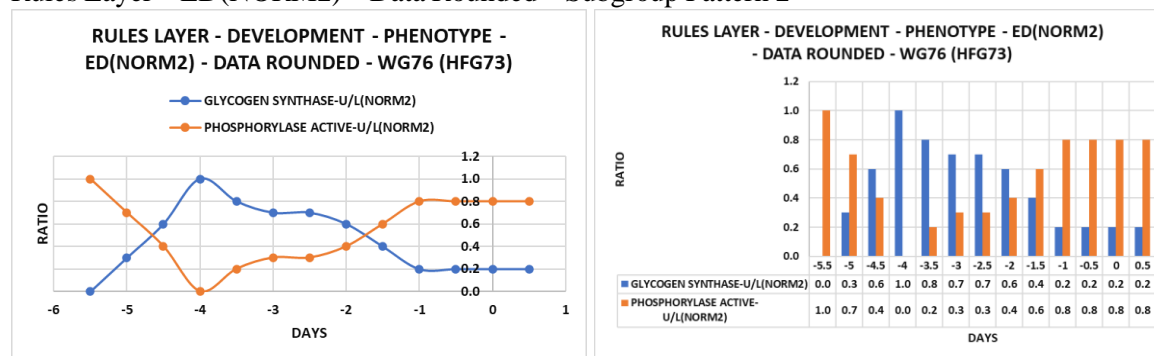 RULES LAYER - DEVELOPMENT - PHENOTYPE -
ED(NORM2) - DATA ROUNDED - WG76 (HFG73)
GLYCOGEN SYNTHASE-U/L(NORM2)
PHOSPHORYLASE ACTIVE-U/L(NORM2)
1.2
1.0
0.8
0.6
0.4
0.2
0.0
RATIO
-6 -5 -4 -3 -2 -1 0 1
DAYS
RULES LAYER - DEVELOPMENT - PHENOTYPE - ED(NORM2)
- DATA ROUNDED - WG76 (HFG73)
1.2
1.0
0.8
0.6
0.4
0.2
0.0
RATIO
-5.5 -5 -4.5 -4 -3.5 -3 -2.5 -2 -1.5 -1 -0.5 0 0.5
GLYCOGEN SYNTHASE-U/L(NORM2) 0.0 0.3 0.6 1.0 0.8 0.7 0.7 0.6 0.4 0.2 0.2 0.2 0.2
PHOSPHORYLASE ACTIVE-
U/L(NORM2) 1.0 0.7 0.4 0.0 0.2 0.3 0.3 0.4 0.6 0.8 0.8 0.8 0.8
DAYS